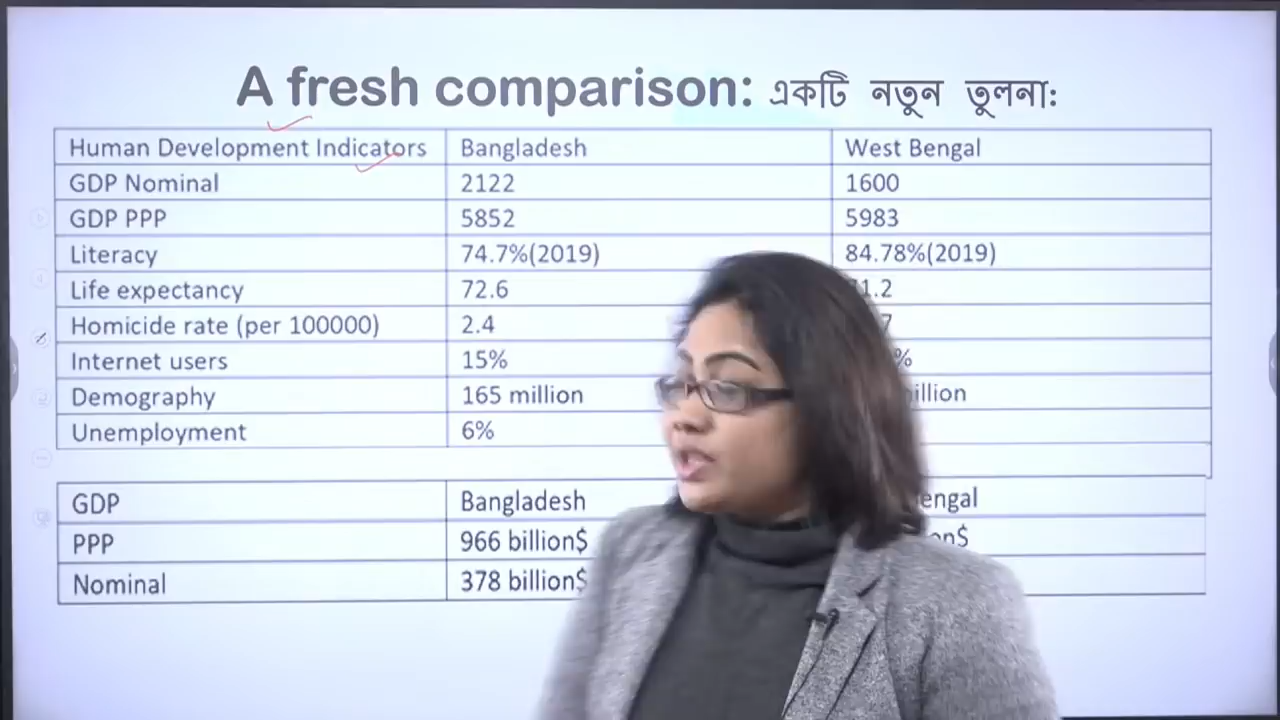 A fresh comparison: একটি নতুন তুলনা:
Human Development Indicators Bangladesh West Bengal
GDP Nominal 2122 1600
GDP PPP 5852 5983
Literacy 74.7%(2019) 84.78%(2019)
Life expectancy 72.6
Homicide rate (per 100000) 2.4
Internet users 15%
Demography 165 million
Unemployment 6%
GDP Bangladesh
PPP 966 billion$
Nominal 378 billion$